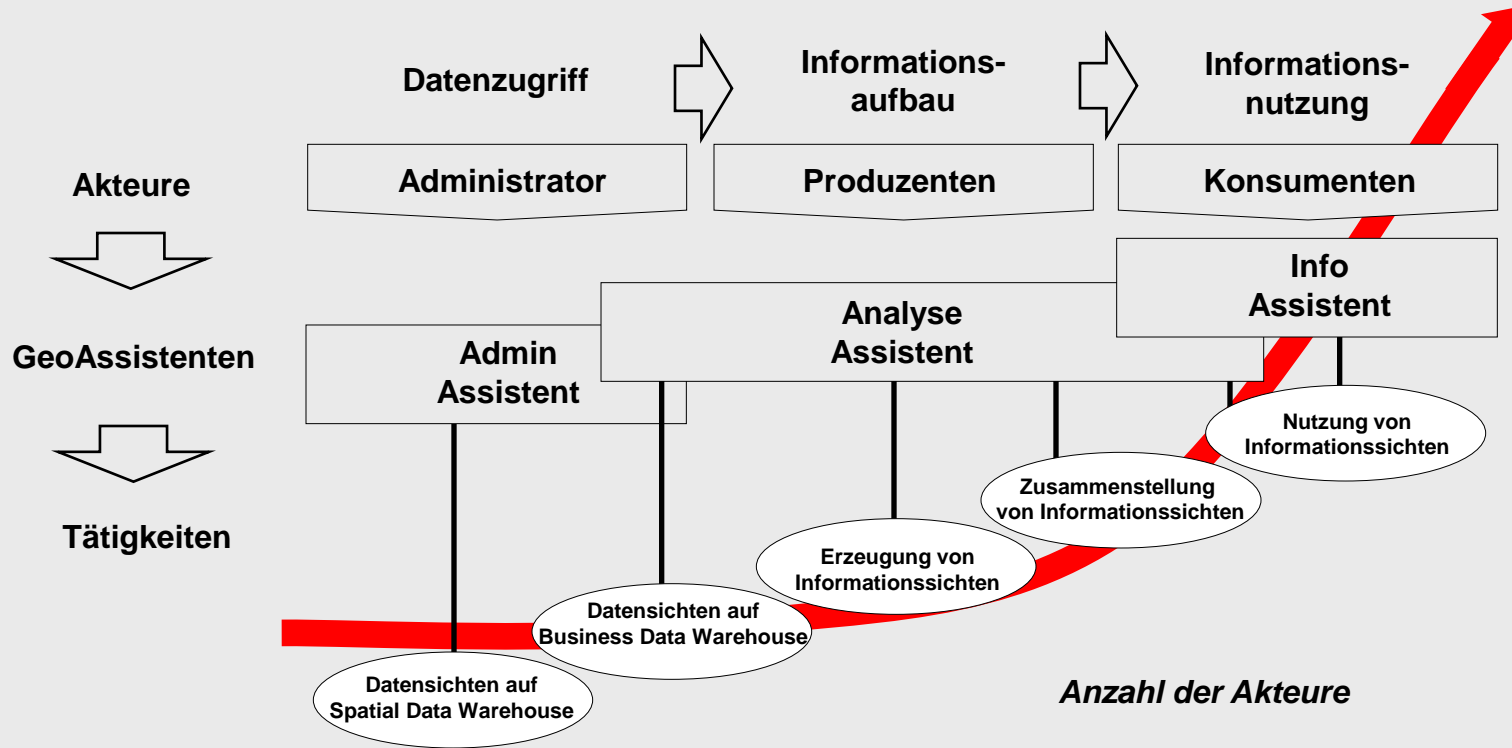 Datenzugriff
Informations-
aufbau
Informations-
nutzung
Akteure
Administrator
Produzenten
Konsumenten
GeoAssistenten
Admin
Assistent
Analyse
Assistent
Info
Assistent
Tätigkeiten
Datensichten auf
Spatial Data Warehouse
Datensichten auf
Business Data Warehouse
Erzeugung von
Informationssichten
Zusammenstellung
von Informationssichten
Nutzung von
Informationssichten
Anzahl der Akteure